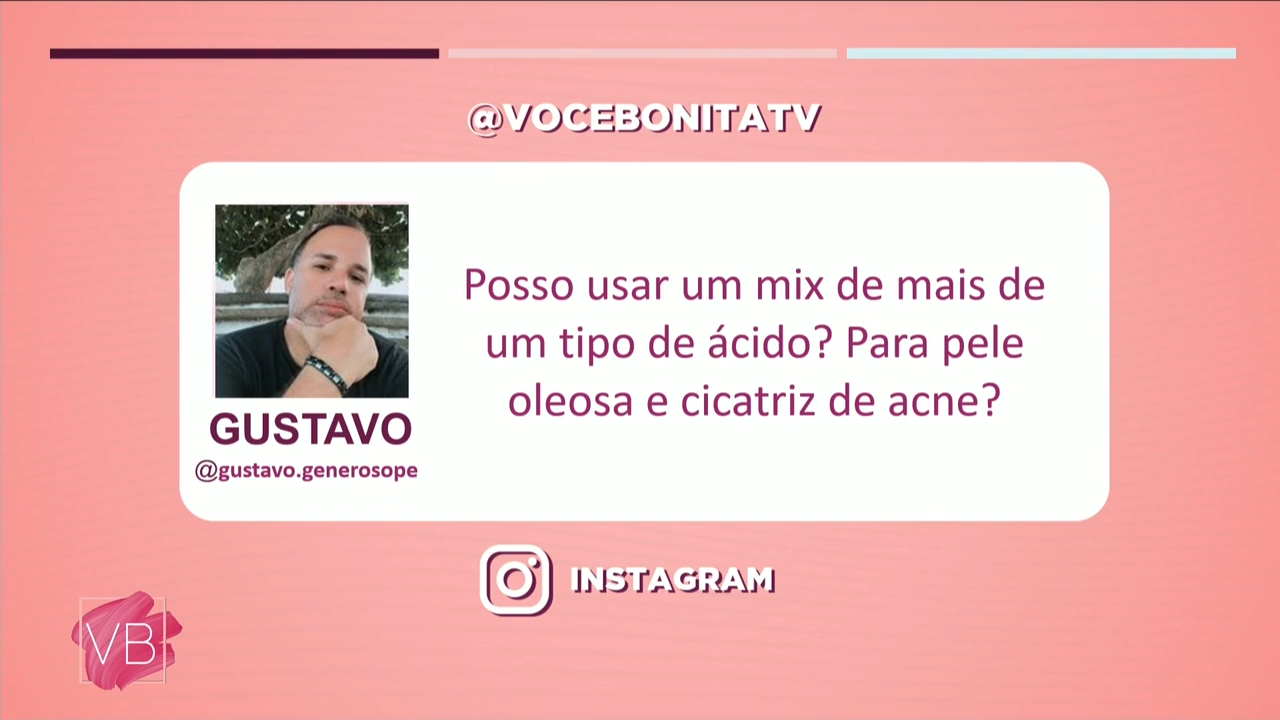 @VOCEBONITATV
Posso usar um mix de mais de
um tipo de ácido? Para pele
oleosa e cicatriz de acne?
GUSTAVO
@gustavo.generosope
INSTAGRAM
VB